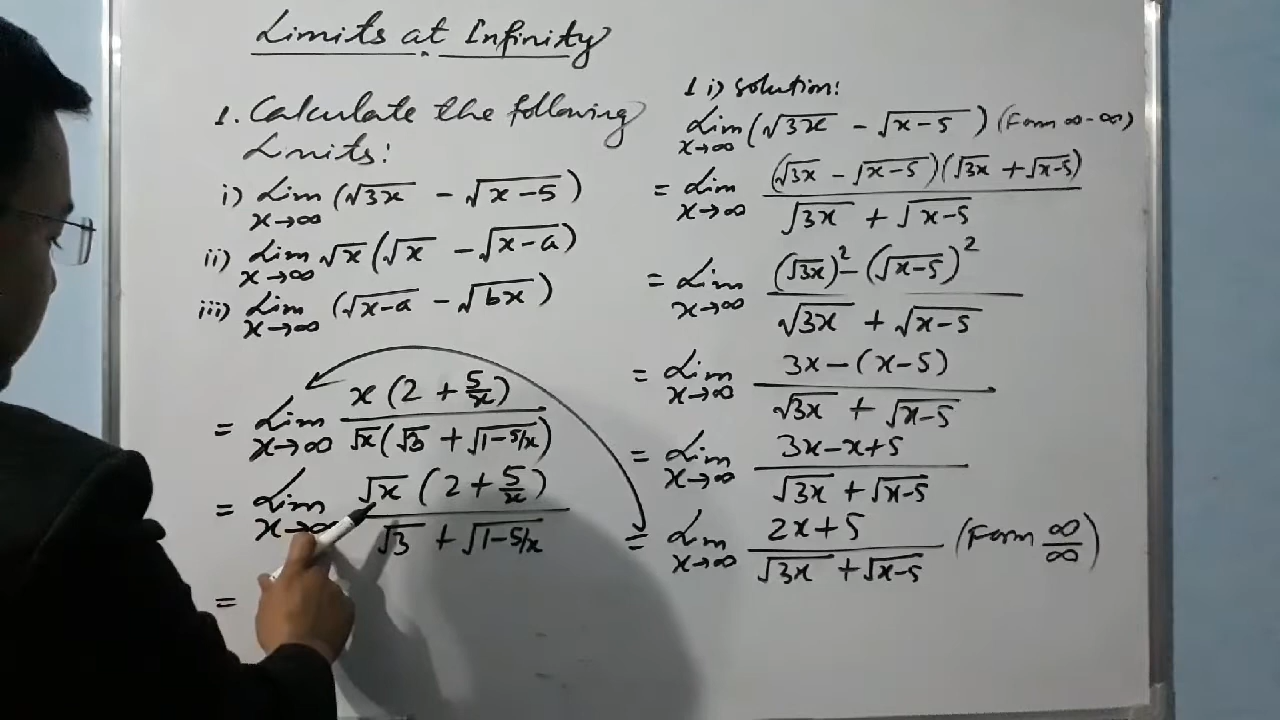 Limits at Infinity
1. Calculate the following
Limits:
i) Lim x→∞ (√3x - √x-5)
ii) Lim x→∞ √x (√x - √x-a)
iii) Lim x→∞ (√x-a - √bx)
= Lim x→∞ x(2 + 5/x) / √x(√3 + √1-5/x)
= Lim x→∞ √x (2 + 5/x) / √3 + √1-5/x
=
1 i) Solution:
Lim x→∞ (√3x - √x-5) (Form ∞-∞)
= Lim x→∞ (√3x - √x-5)(√3x + √x-5) / √3x + √x-5
= Lim x→∞ (√3x)² - (√x-5)² / √3x + √x-5
= Lim x→∞ 3x-(x-5) / √3x + √x-5
= Lim x→∞ 3x-x+5 / √3x + √x-5
= Lim x→∞ 2x+5 / √3x + √x-5 (Form ∞/∞)